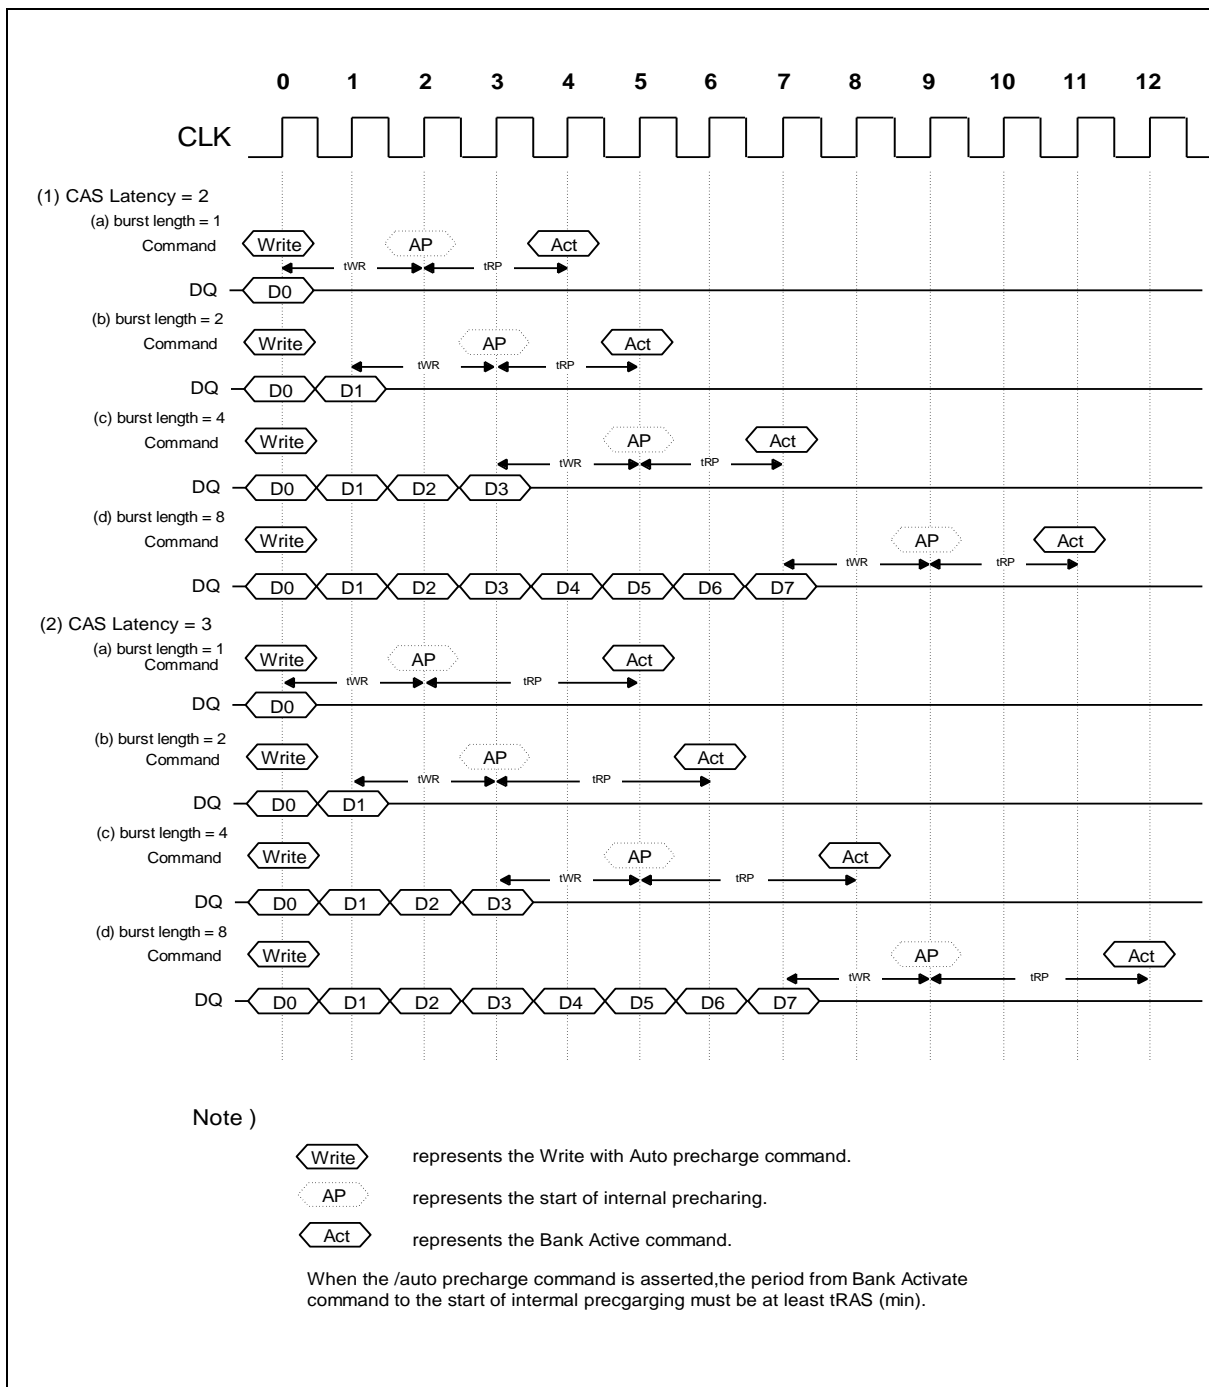 0 1 2 3 4 5 6 7 8 9 10 11 12
CLK
(1) CAS Latency = 2
(a) burst length = 1
Command Write AP Act
tWR tRP
DQ D0
(b) burst length = 2
Command Write AP Act
tWR tRP
DQ D0 D1
(c) burst length = 4
Command Write AP Act
tWR tRP
DQ D0 D1 D2 D3
(d) burst length = 8
Command Write AP Act
tWR tRP
DQ D0 D1 D2 D3 D4 D5 D6 D7
(2) CAS Latency = 3
(a) burst length = 1
Command Write AP Act
tWR tRP
DQ D0
(b) burst length = 2
Command Write AP Act
tWR tRP
DQ D0 D1
(c) burst length = 4
Command Write AP Act
tWR tRP
DQ D0 D1 D2 D3
(d) burst length = 8
Command Write AP Act
tWR tRP
DQ D0 D1 D2 D3 D4 D5 D6 D7
Note )
Write represents the Write with Auto precharge command.
AP represents the start of internal precharing.
Act represents the Bank Active command.
When the /auto precharge command is asserted,the period from Bank Activate
command to the start of intermal precgarging must be at least tRAS (min).